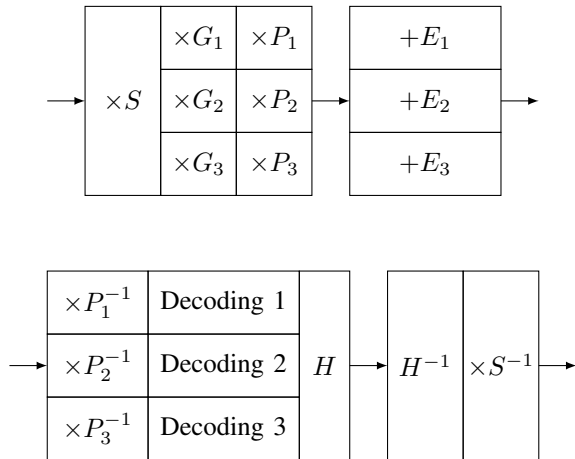 ×G₁ ×P₁ +E₁
×S ×G₂ ×P₂ +E₂
×G₃ ×P₃ +E₃
×P₁⁻¹ Decoding 1
×P₂⁻¹ Decoding 2 H H⁻¹ ×S⁻¹
×P₃⁻¹ Decoding 3